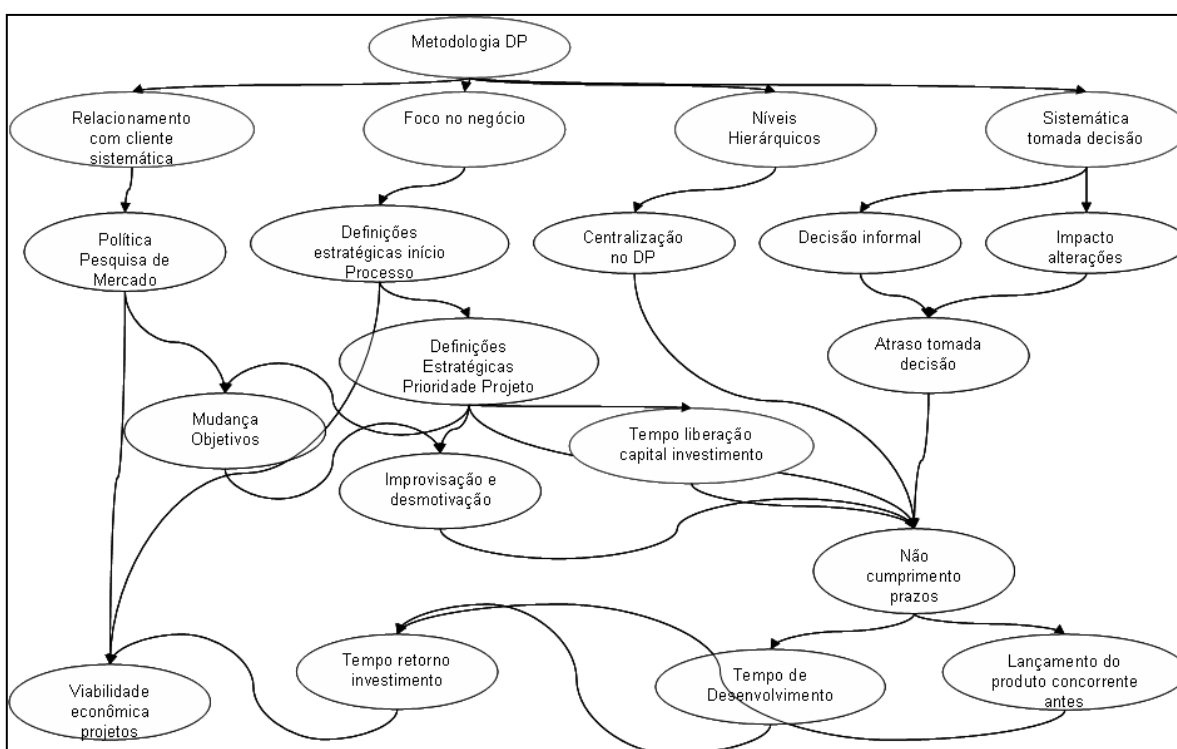 Metodologia DP
Relacionamento
com cliente
sistemática
Foco no negócio
Níveis
Hierárquicos
Sistemática
tomada decisão
Política
Pesquisa de
Mercado
Definições
estratégicas início
Processo
Centralização
no DP
Decisão informal
Impacto
alterações
Definições
Estratégicas
Prioridade Projeto
Atraso tomada
decisão
Mudança
Objetivos
Tempo liberação
capital investimento
Improvisação e
desmotivação
Não
cumprimento
prazos
Viabilidade
econômica
projetos
Tempo retorno
investimento
Tempo de
Desenvolvimento
Lançamento do
produto concorrente
antes